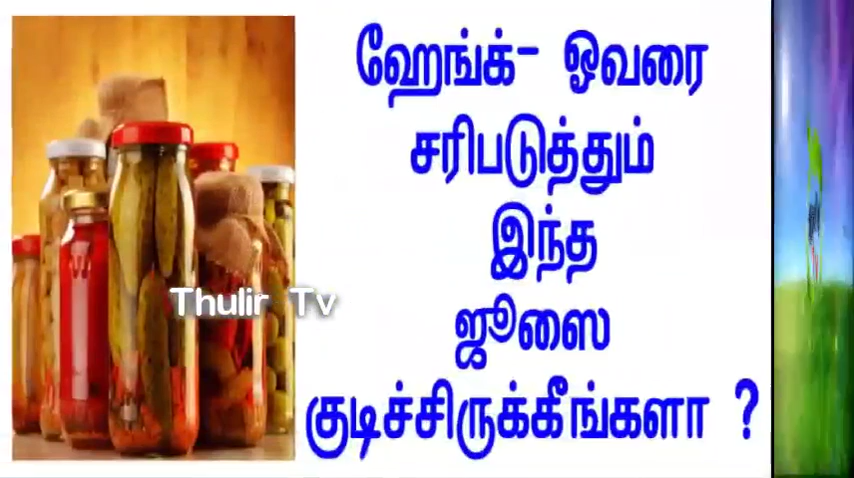 ஹேங்க்- ஓவரை
சரிபடுத்தும்
இந்த
ஜூஸை
குடிச்சிருக்கீங்களா ?
Thulir Tv